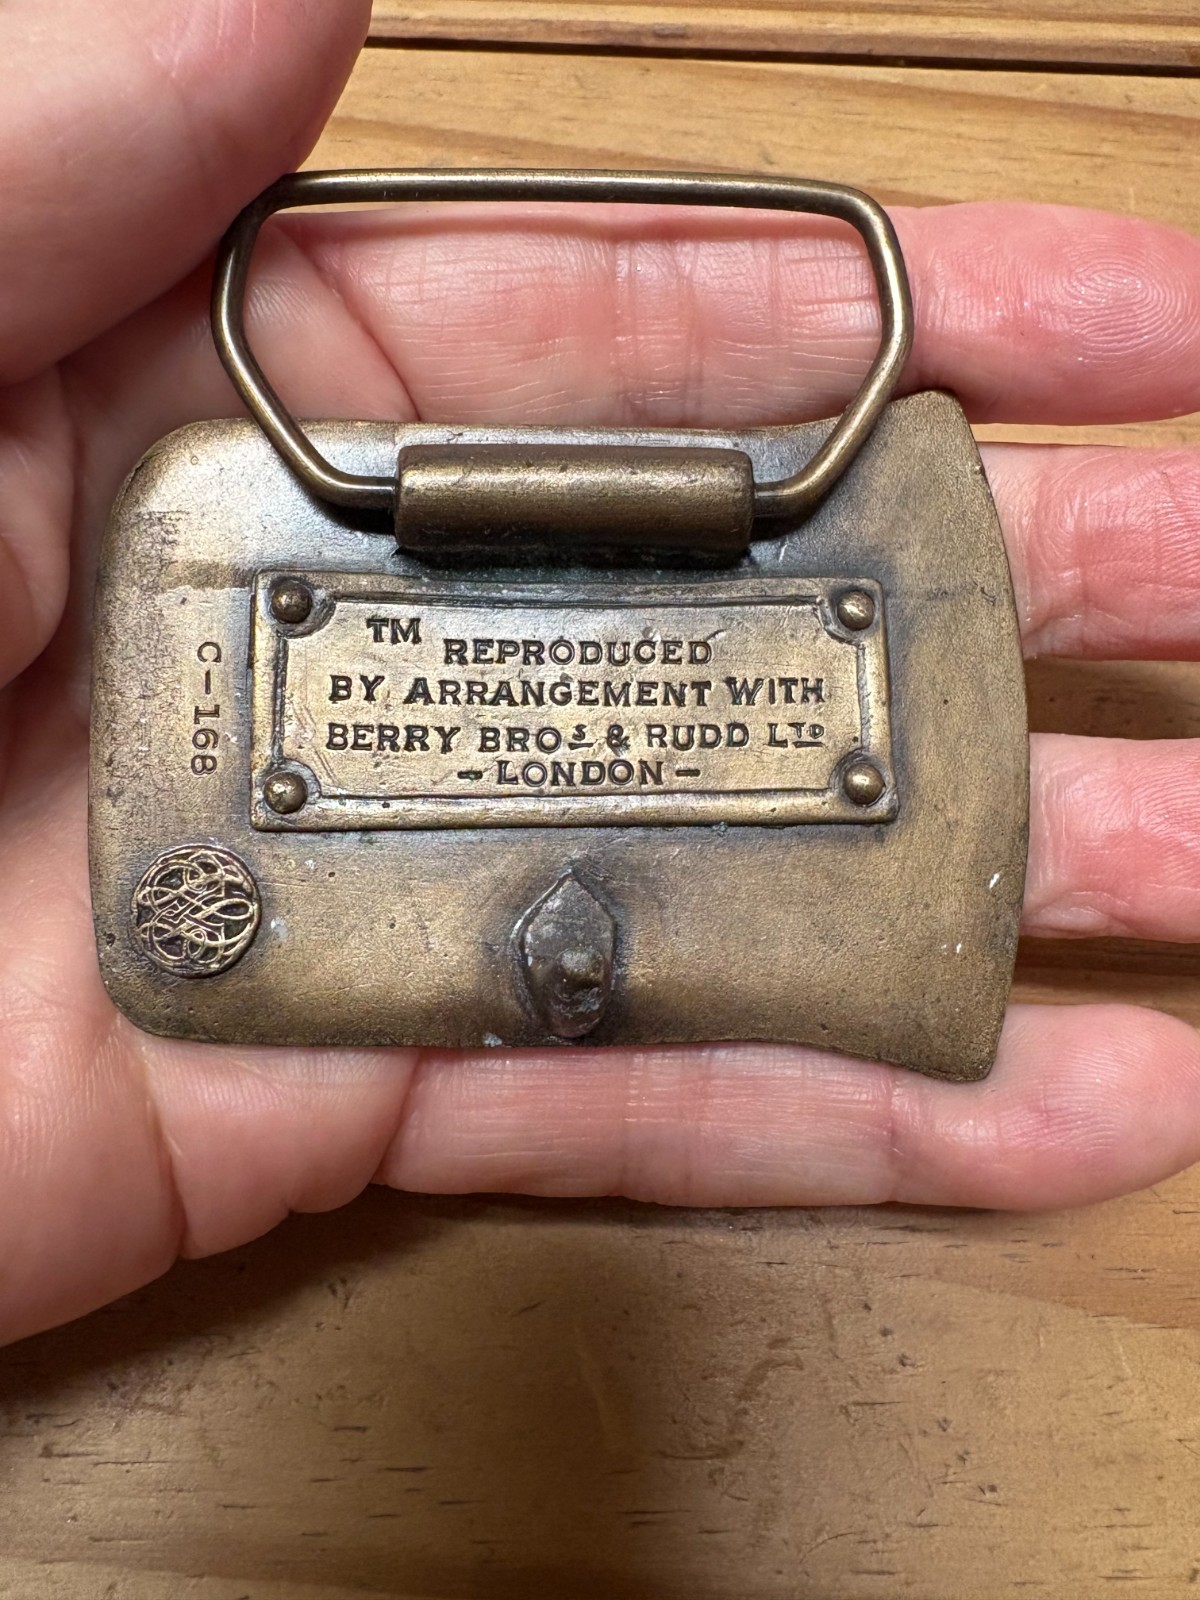 TM
REPRODUCED
BY ARRANGEMENT WITH
BERRY BROS & RUDD LTD
- LONDON -
C-168